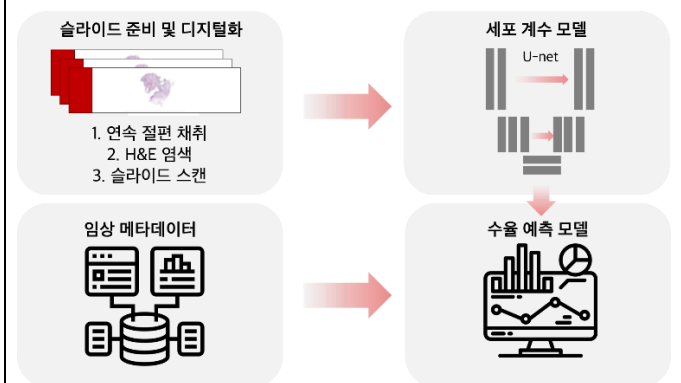 슬라이드 준비 및 디지털화
1. 연속 절편 채취
2. H&E 염색
3. 슬라이드 스캔
세포 계수 모델
U-net
임상 메타데이터
수율 예측 모델